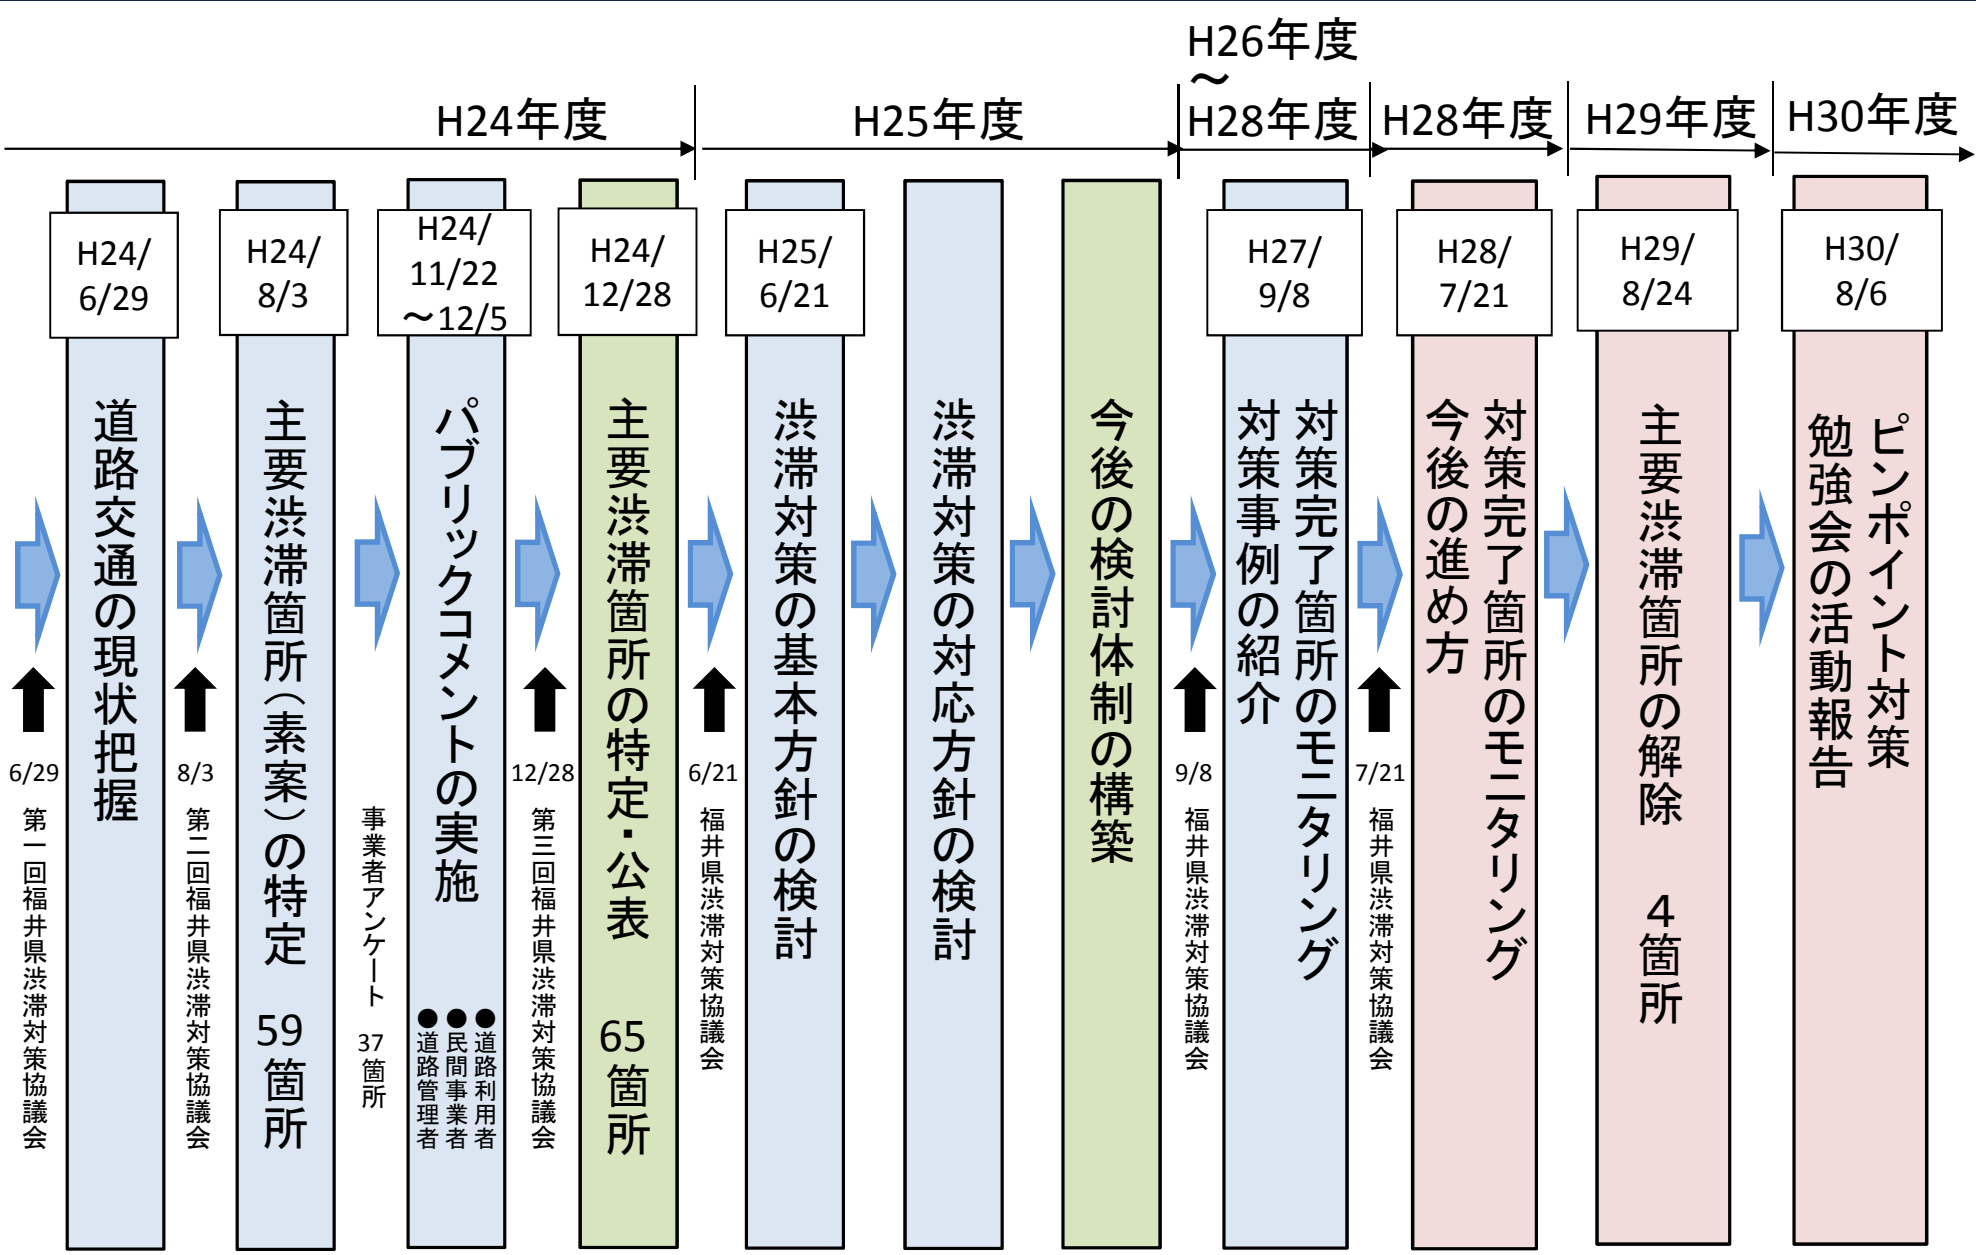 H24年度
H25年度
H26年度
～
H28年度
H28年度
H29年度
H30年度
6/29
第一回福井県渋滞対策協議会
H24/
6/29
道路交通の現状把握
8/3
第二回福井県渋滞対策協議会
H24/
8/3
主要渋滞箇所（素案）の特定 59箇所
事業者アンケート 37箇所
H24/
11/22
～12/5
パブリックコメントの実施
●道路利用者
●民間事業者
●道路管理者
12/28
第三回福井県渋滞対策協議会
H24/
12/28
主要渋滞箇所の特定・公表 65箇所
6/21
福井県渋滞対策協議会
H25/
6/21
渋滞対策の基本方針の検討
渋滞対策の対応方針の検討
今後の検討体制の構築
9/8
福井県渋滞対策協議会
H27/
9/8
対策完了箇所のモニタリング
対策事例の紹介
7/21
福井県渋滞対策協議会
H28/
7/21
対策完了箇所のモニタリング
今後の進め方
H29/
8/24
主要渋滞箇所の解除 4箇所
H30/
8/6
ピンポイント対策
勉強会の活動報告